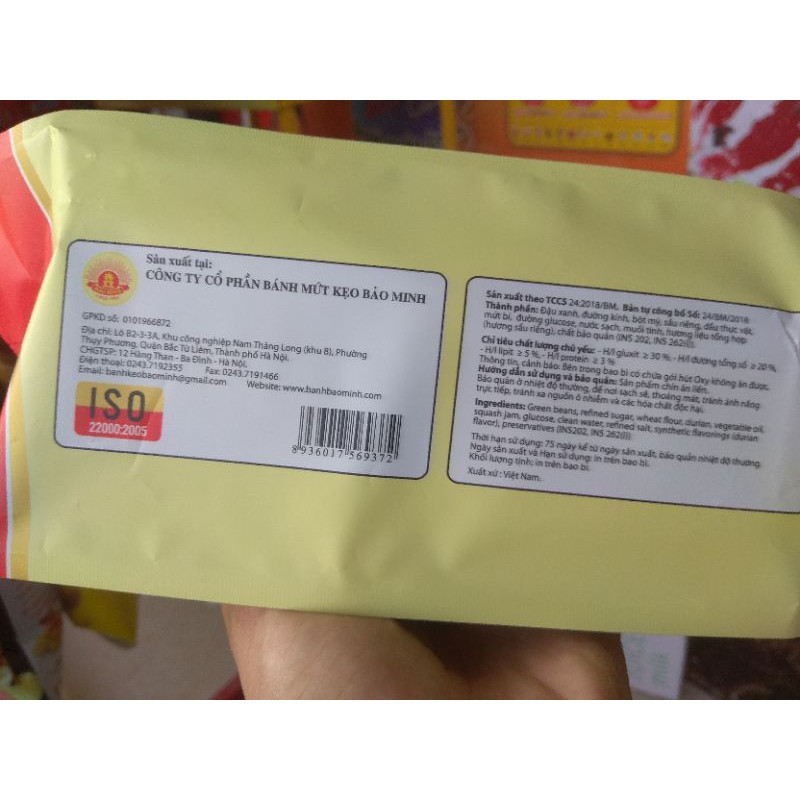 Sản xuất tại:
CÔNG TY CỔ PHẦN BÁNH MỨT KẸO BẢO MINH
GPKD số: 0101966872
Địa chỉ: Lô B2-3-3A, Khu công nghiệp Nam Thăng Long (khu B), Phường
Thụy Phương, Quận Bắc Từ Liêm, Thành phố Hà Nội.
CHGTSP: 12 Hàng Than - Ba Đình - Hà Nội.
Điện thoại: 0243.7192355 Fax: 0243.7191466
Email: banhkeobaominh@gmail.com Website: www.banhbaominh.com
ISO
22000:2005
8 936017 569372
Sản xuất theo TCCS 24:2018/BM, Bản tự công bố Số: 24/BM/2018
Thành phần: Đậu xanh, đường kính, bột mỳ, sầu riêng, dầu thực vật,
mứt bí, đường glucose, nước sạch, muối tinh, hương liệu tổng hợp
(hương sầu riêng), chất bảo quản (INS 202, INS 262(i)).
Chỉ tiêu chất lượng chủ yếu: - H/l gluxit ≥ 30 %, - H/l đường tổng số ≥ 20 %,
- H/l lipit ≥ 5 %, - H/l protein ≥ 3 %
Thông tin, cảnh báo: Bên trong bao bì có chứa gói hút Oxy không ăn được.
Hướng dẫn sử dụng và bảo quản: Sản phẩm chín ăn liền.
Bảo quản ở nhiệt độ thường, để nơi sạch sẽ, thoáng mát, tránh ánh nắng
trực tiếp, tránh xa nguồn ô nhiễm và các hóa chất độc hại.
Ingredients: Green beans, refined sugar, wheat flour, durian, vegetable oil,
squash jam, glucose, clean water, refined salt, synthetic flavorings (durian
flavor), preservatives (INS202, INS 262(i)).
Thời hạn sử dụng: 75 ngày kể từ ngày sản xuất, bảo quản nhiệt độ thường.
Ngày sản xuất và Hạn sử dụng: in trên bao bì.
Khối lượng tịnh: in trên bao bì.
Xuất xứ : Việt Nam.